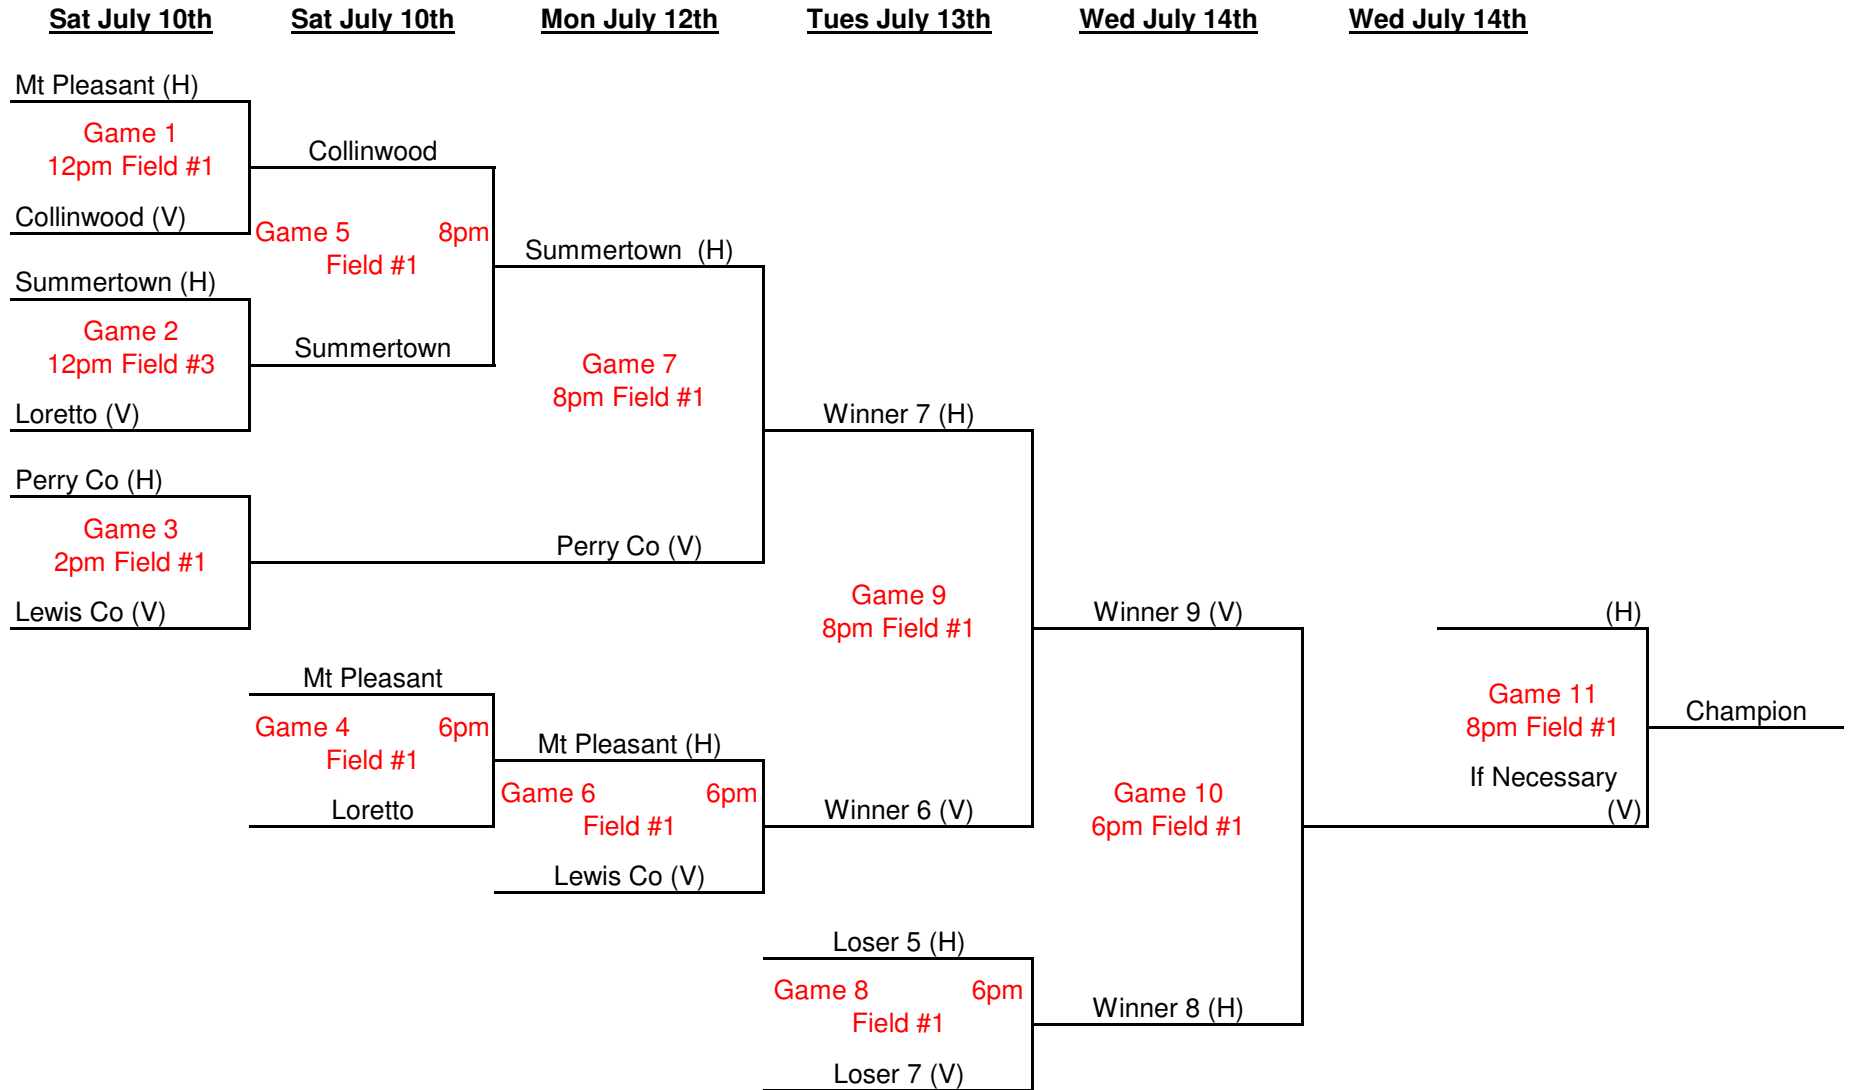 Sat July 10th Sat July 10th Mon July 12th Tues July 13th Wed July 14th Wed July 14th
Mt Pleasant (H)
Game 1
12pm Field #1
Collinwood (V)
Summertown (H)
Game 2
12pm Field #3
Loretto (V)
Perry Co (H)
Game 3
2pm Field #1
Lewis Co (V)
Collinwood
Game 5 8pm
Field #1
Summertown
Mt Pleasant
Game 4 6pm
Field #1
Loretto
Summertown (H)
Game 7
8pm Field #1
Perry Co (V)
Mt Pleasant (H)
Game 6 6pm
Field #1
Lewis Co (V)
Winner 7 (H)
Game 9
8pm Field #1
Winner 6 (V)
Loser 5 (H)
Game 8 6pm
Field #1
Loser 7 (V)
Winner 9 (V)
Game 10
6pm Field #1
Winner 8 (H)
(H)
Game 11
8pm Field #1
If Necessary
(V)
Champion